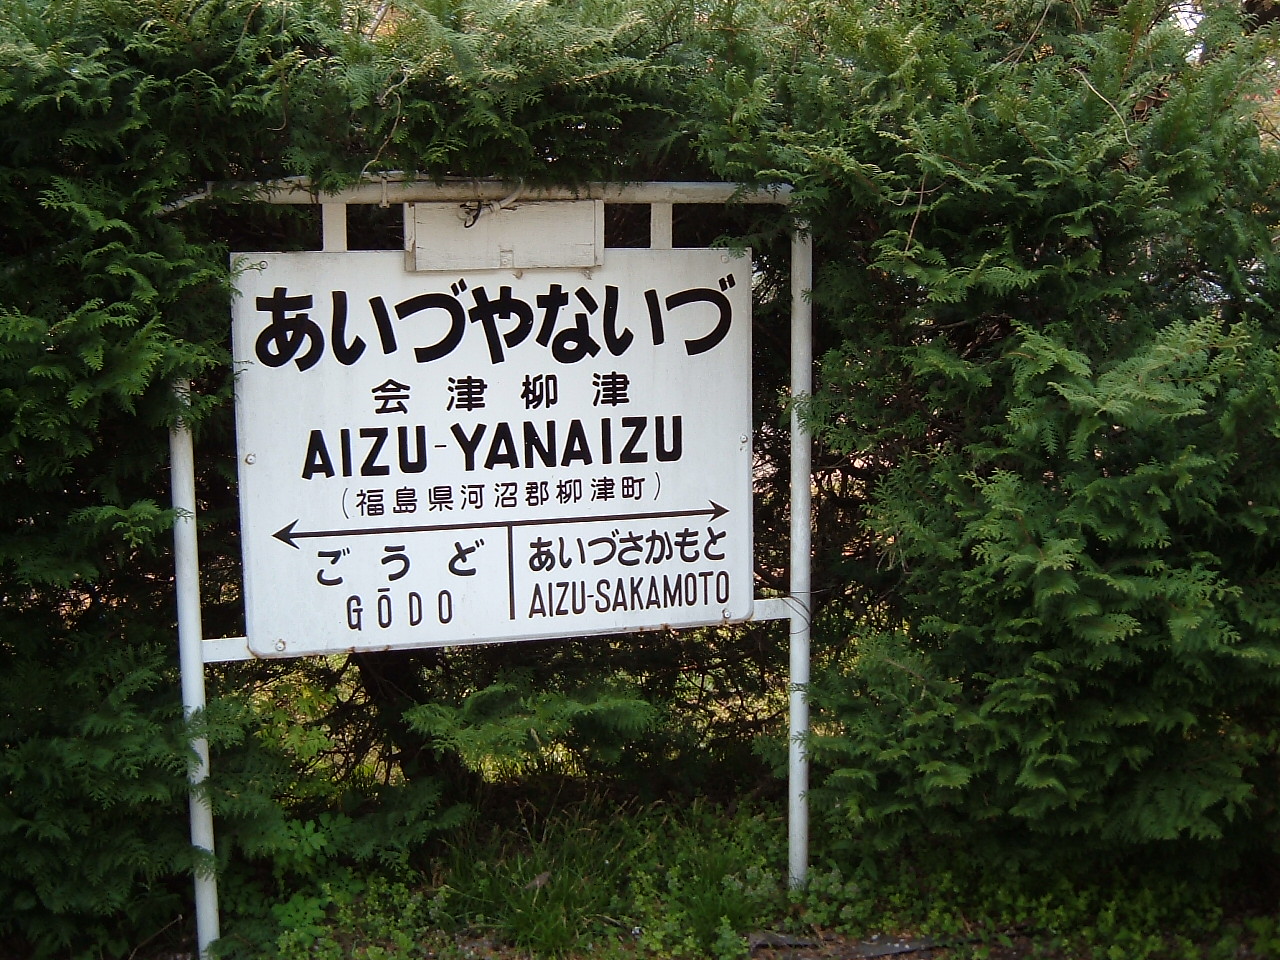 あいづやないづ
会津柳津
AIZU-YANAIZU
(福島県河沼郡柳津町)
ごうど
GŌDO
あいづさかもと
AIZU-SAKAMOTO